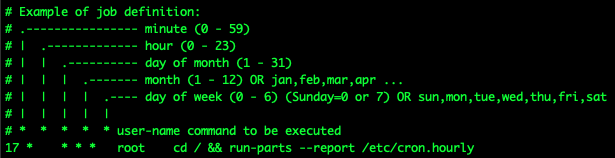 # Example of job definition:
# .---------------- minute (0 - 59)
# |  .------------- hour (0 - 23)
# |  |  .---------- day of month (1 - 31)
# |  |  |  .------- month (1 - 12) OR jan,feb,mar,apr ...
# |  |  |  |  .---- day of week (0 - 6) (Sunday=0 or 7) OR sun,mon,tue,wed,thu,fri,sat
# |  |  |  |  |
# *  *  *  *  * user-name command to be executed
17 *    * * *   root    cd / && run-parts --report /etc/cron.hourly